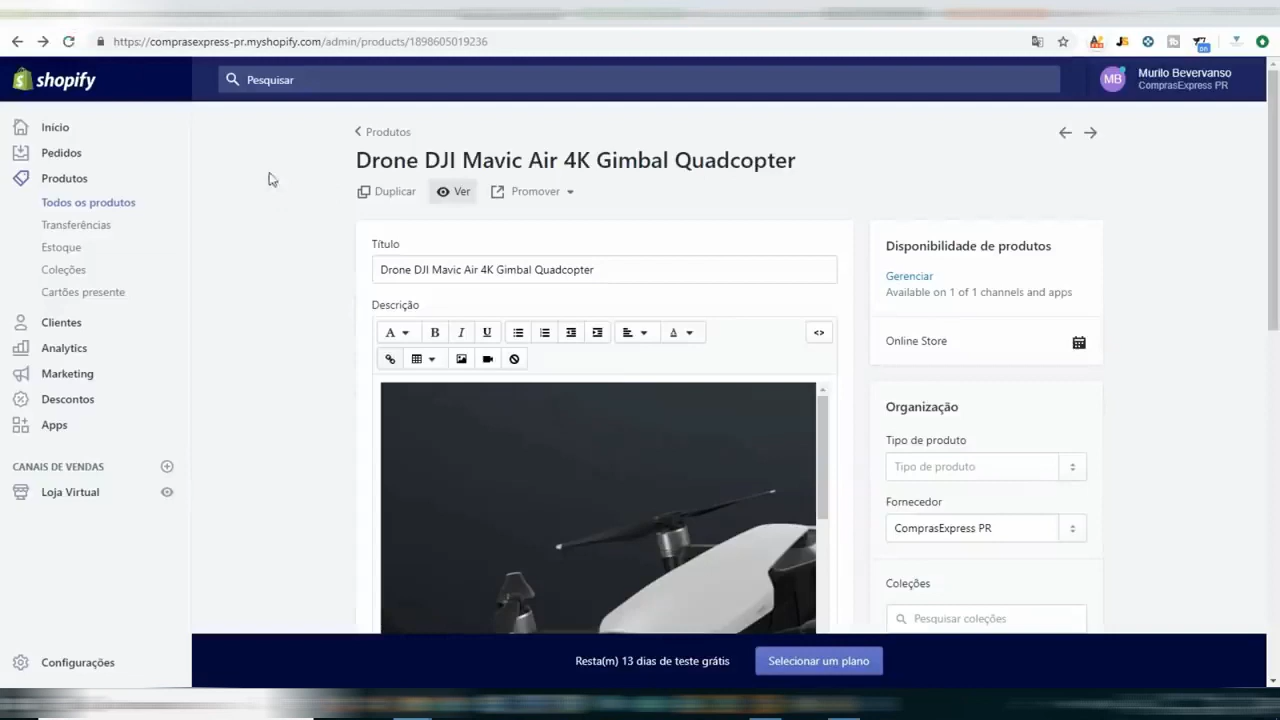 https://comprasexpress-pr.myshopify.com/admin/products/1898605019236
shopify
Pesquisar
MB
Murilo Bevervanso
ComprasExpress PR
Início
Pedidos
Produtos
Todos os produtos
Transferências
Estoque
Coleções
Cartões presente
Clientes
Analytics
Marketing
Descontos
Apps
CANAIS DE VENDAS
Loja Virtual
Configurações
Produtos
Drone DJI Mavic Air 4K Gimbal Quadcopter
Duplicar Ver Promover
Título
Drone DJI Mavic Air 4K Gimbal Quadcopter
Descrição
A B I U A <>
Disponibilidade de produtos
Gerenciar
Available on 1 of 1 channels and apps
Online Store
Organização
Tipo de produto
Tipo de produto
Fornecedor
ComprasExpress PR
Coleções
Pesquisar coleções
Resta(m) 13 dias de teste grátis Selecionar um plano